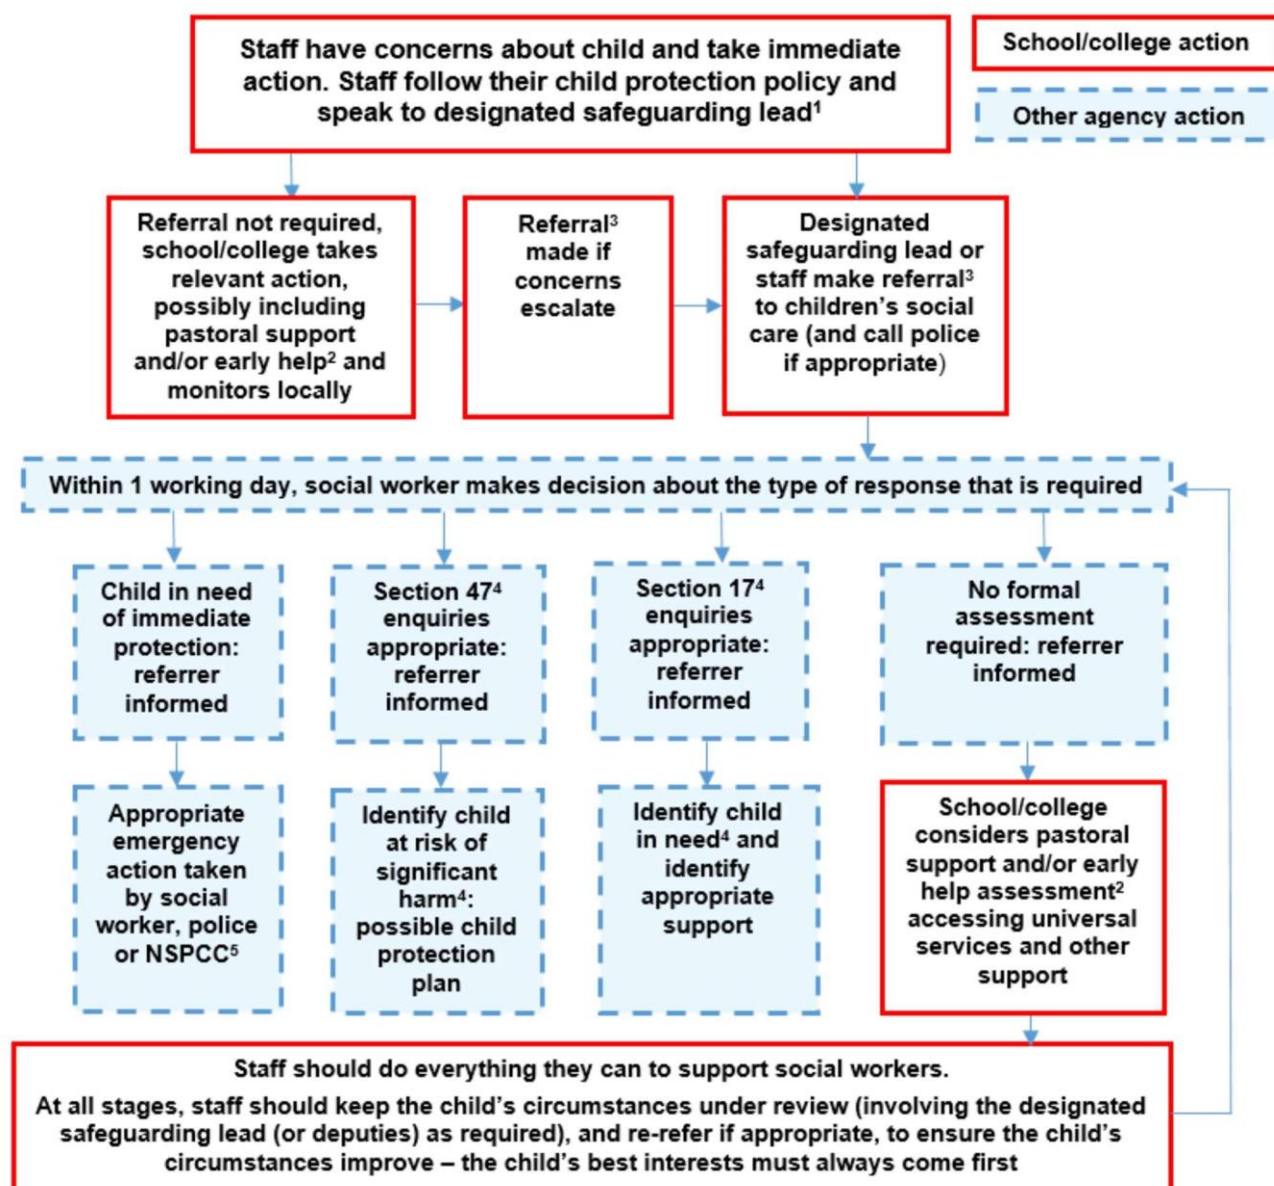 Staff have concerns about child and take immediate
action. Staff follow their child protection policy and
speak to designated safeguarding lead¹
School/college action
Other agency action
Referral not required,
school/college takes
relevant action,
possibly including
pastoral support
and/or early help² and
monitors locally
Referral³
made if
concerns
escalate
Designated
safeguarding lead or
staff make referral³
to children’s social
care (and call police
if appropriate)
Within 1 working day, social worker makes decision about the type of response that is required
Child in need
of immediate
protection:
referrer
informed
Section 47⁴
enquiries
appropriate:
referrer
informed
Section 17⁴
enquiries
appropriate:
referrer
informed
No formal
assessment
required: referrer
informed
Appropriate
emergency
action taken
by social
worker, police
or NSPCC⁵
Identify child
at risk of
significant
harm⁴:
possible child
protection
plan
Identify child
in need⁴ and
identify
appropriate
support
School/college
considers pastoral
support and/or early
help assessment²
accessing universal
services and other
support
Staff should do everything they can to support social workers.
At all stages, staff should keep the child’s circumstances under review (involving the designated
safeguarding lead (or deputies) as required), and re-refer if appropriate, to ensure the child’s
circumstances improve – the child’s best interests must always come first